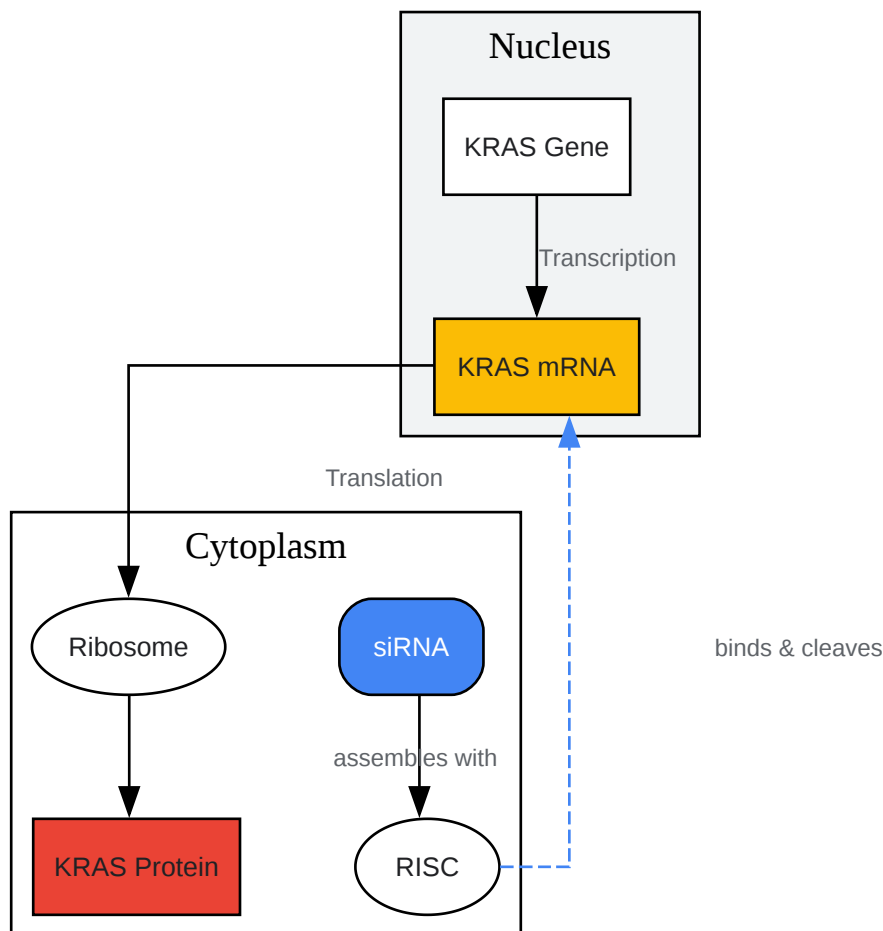 Nucleus
KRAS Gene
Transcription
KRAS mRNA
Translation
Cytoplasm
Ribosome
siRNA
binds & cleaves
assembles with
KRAS Protein
RISC